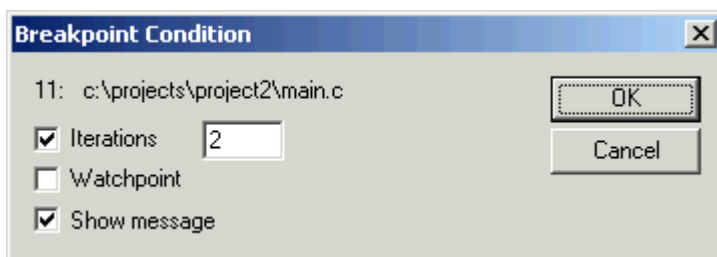 Breakpoint Condition
11: c:\projects\project2\main.c
OK
Iterations 2
Cancel
Watchpoint
Show message